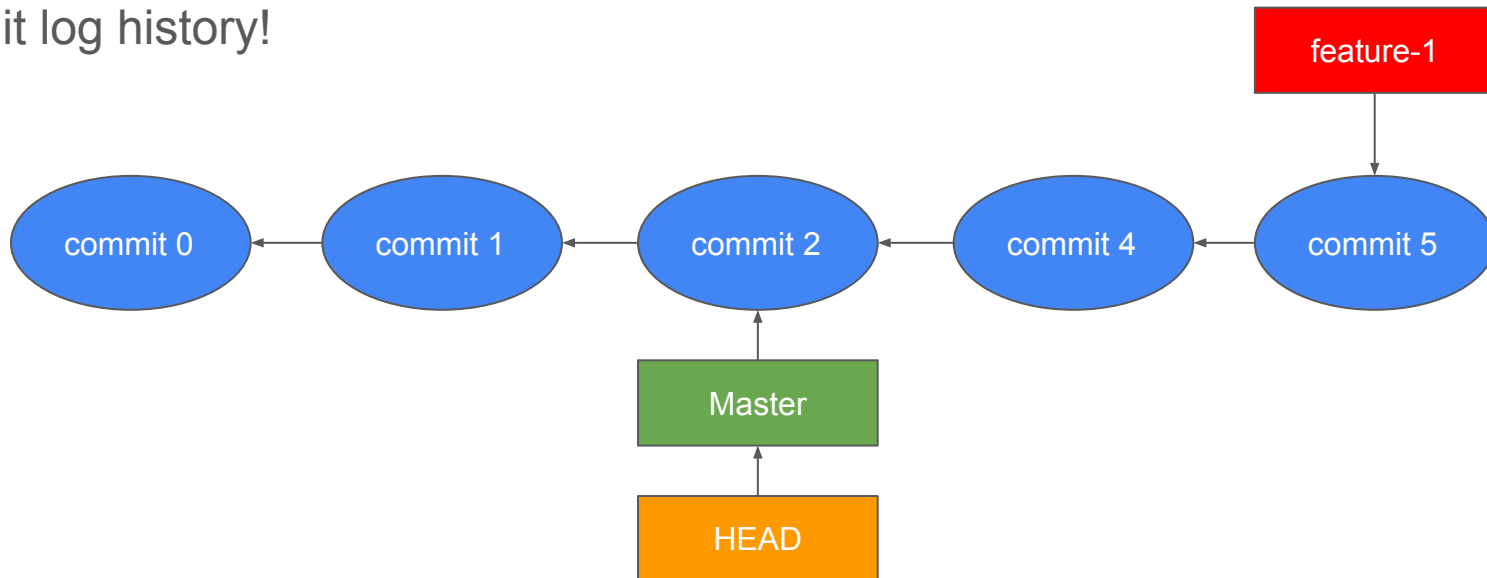 it log history!
feature-1
commit 0
commit 1
commit 2
commit 4
commit 5
Master
HEAD